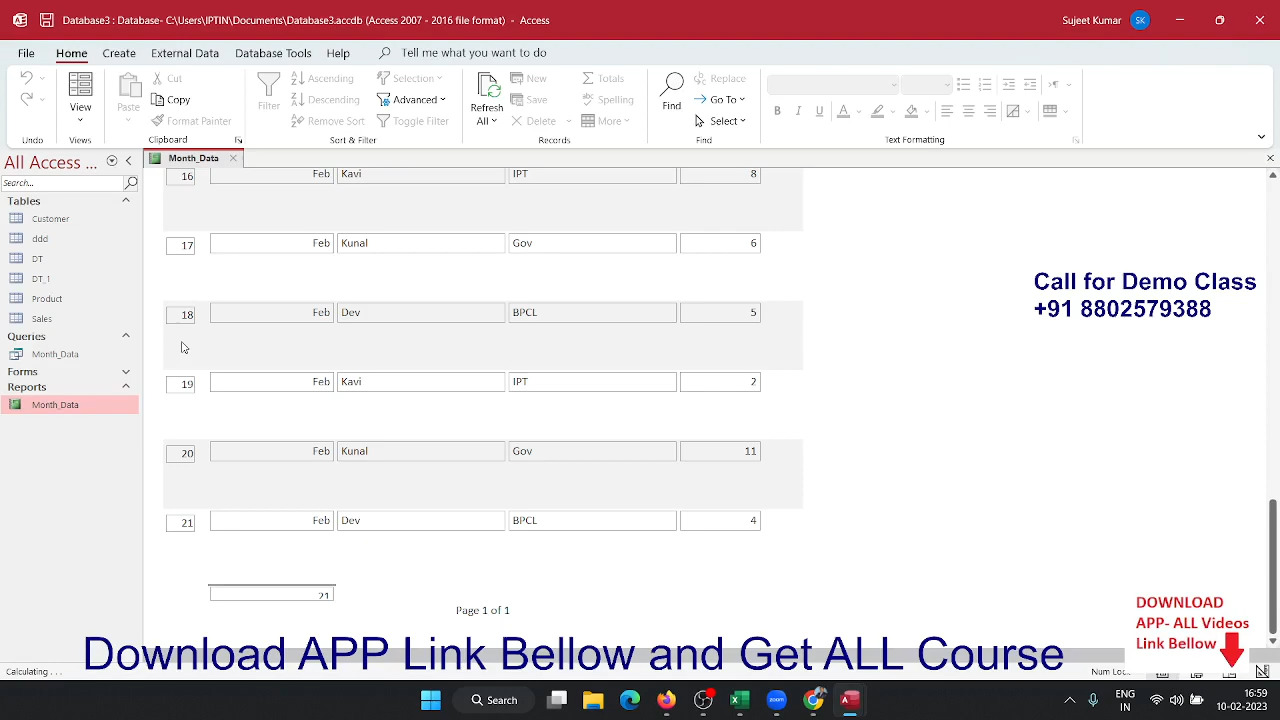 Database3 : Database- C:\Users\IPTIN\Documents\Database3.accdb (Access 2007 - 2016 file format) - Access
Sujeet Kumar SK
File Home Create External Data Database Tools Help Tell me what you want to do
View
Paste
Cut
Copy
Format Painter
Filter
Ascending
Descending
Remove Sort
Selection
Advanced
Toggle Filter
Refresh
All
New
Save
Delete
Totals
Spelling
More
Find
Replace
Go To
Select
B I U A
Undo Views Clipboard Sort & Filter Records Find Text Formatting
All Access ...
Month_Data
Search...
Tables
Customer
ddd
DT
DT_1
Product
Sales
Queries
Month_Data
Forms
Reports
Month_Data
16 Feb Kavi IPT 8
17 Feb Kunal Gov 6
18 Feb Dev BPCL 5
19 Feb Kavi IPT 2
20 Feb Kunal Gov 11
21 Feb Dev BPCL 4
21
Page 1 of 1
Call for Demo Class
+91 8802579388
DOWNLOAD
APP- ALL Videos
Link Bellow
Download APP Link Bellow and Get ALL Course
Calculating . . .
Num Lo
Search
ENG
IN
16:59
10-02-2023